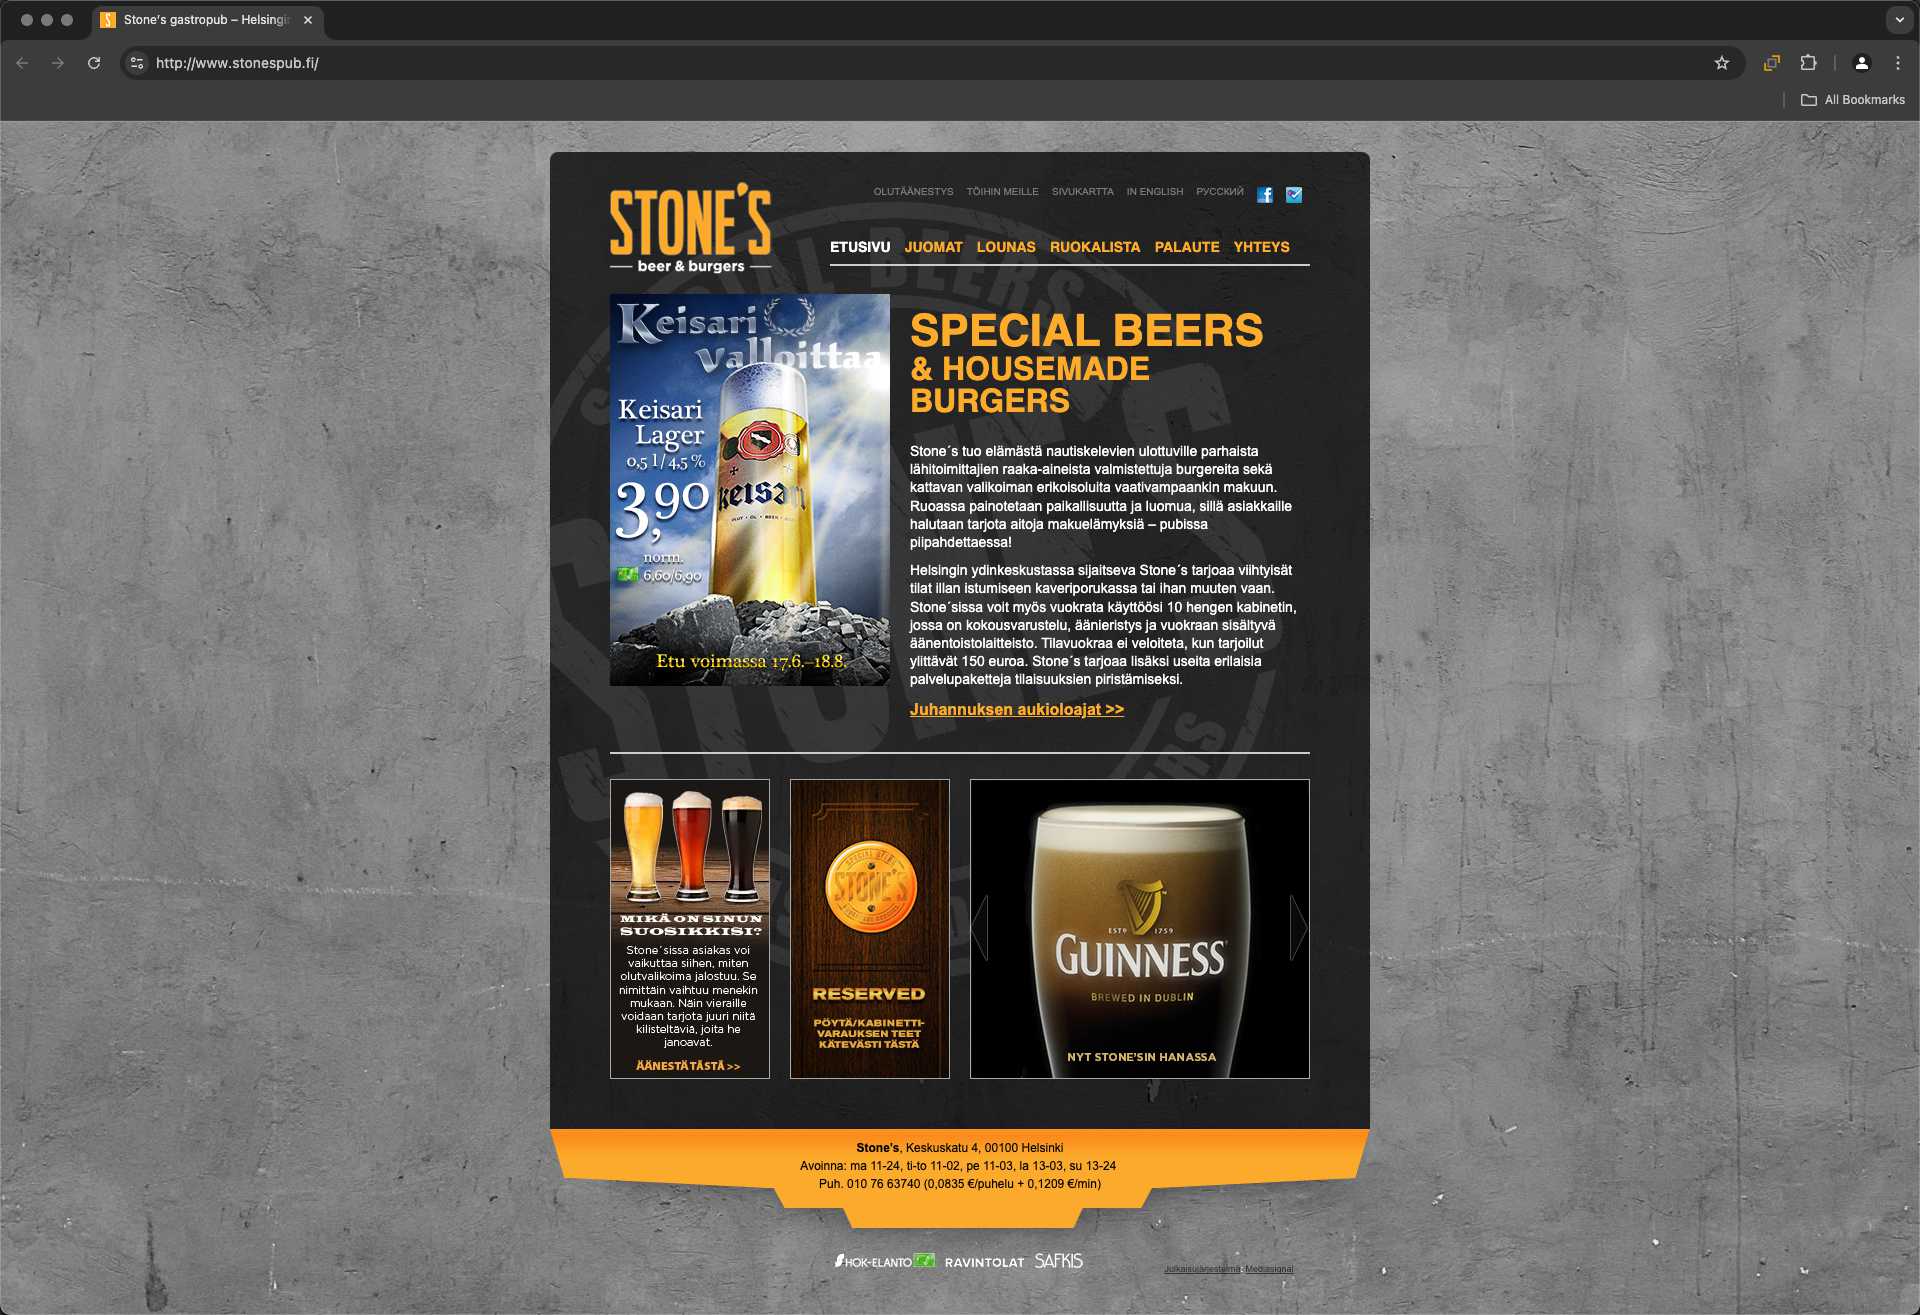 Stone's gastropub – Helsingin
http://www.stonespub.fi/
All Bookmarks
STONE'S
beer & burgers
OLUTÄÄNESTYS TÖIHIN MEILLE SIVUKARTTA IN ENGLISH РУССКИЙ
ETUSIVU JUOMAT LOUNAS RUOKALISTA PALAUTE YHTEYS
Keisari
valloittaa
Keisari
Lager
0,5 l/4,5 %
3,90
norm.
6,60/6,90
Keisari
OLUT • ÖL • BEER
Etu voimassa 17.6.–18.8.
SPECIAL BEERS
& HOUSEMADE
BURGERS
Stone´s tuo elämästä nautiskelevien ulottuville parhaista
lähitoimittajien raaka-aineista valmistettuja burgereita sekä
kattavan valikoiman erikoisoluita vaativampaankin makuun.
Ruoassa painotetaan paikallisuutta ja luomua, sillä asiakkaille
halutaan tarjota aitoja makuelämyksiä – pubissa
piipahdettaessa!
Helsingin ydinkeskustassa sijaitseva Stone´s tarjoaa viihtyisät
tilat illan istumiseen kaveriporukassa tai ihan muuten vaan.
Stone´sissa voit myös vuokrata käyttöösi 10 hengen kabinetin,
jossa on kokousvarustelu, äänieristys ja vuokraan sisältyvä
äänentoistolaitteisto. Tilavuokraa ei veloiteta, kun tarjoilut
ylittävät 150 euroa. Stone´s tarjoaa lisäksi useita erilaisia
palvelupaketteja tilaisuuksien piristämiseksi.
Juhannuksen aukioloajat >>
MIKÄ ON SINUN
SUOSIKKISI?
Stone´sissa asiakas voi
vaikuttaa siihen, miten
olutvalikoima jalostuu. Se
nimittäin vaihtuu menekin
mukaan. Näin vieraille
voidaan tarjota juuri niitä
kilisteltäviä, joita he
janoavat.
ÄÄNESTÄ TÄSTÄ >>
SPECIAL BEERS
STONE'S
RESERVED
PÖYTÄ/KABINETTI-
VARAUKSEN TEET
KÄTEVÄSTI TÄSTÄ
ESTD 1759
GUINNESS
BREWED IN DUBLIN
NYT STONE'SIN HANASSA
Stone's, Keskuskatu 4, 00100 Helsinki
Avoinna: ma 11-24, ti-to 11-02, pe 11-03, la 13-03, su 13-24
Puh. 010 76 63740 (0,0835 €/puhelu + 0,1209 €/min)
HOK-ELANTO RAVINTOLAT SAFKIS
Julkaisujärjestelmä: Mediasignal